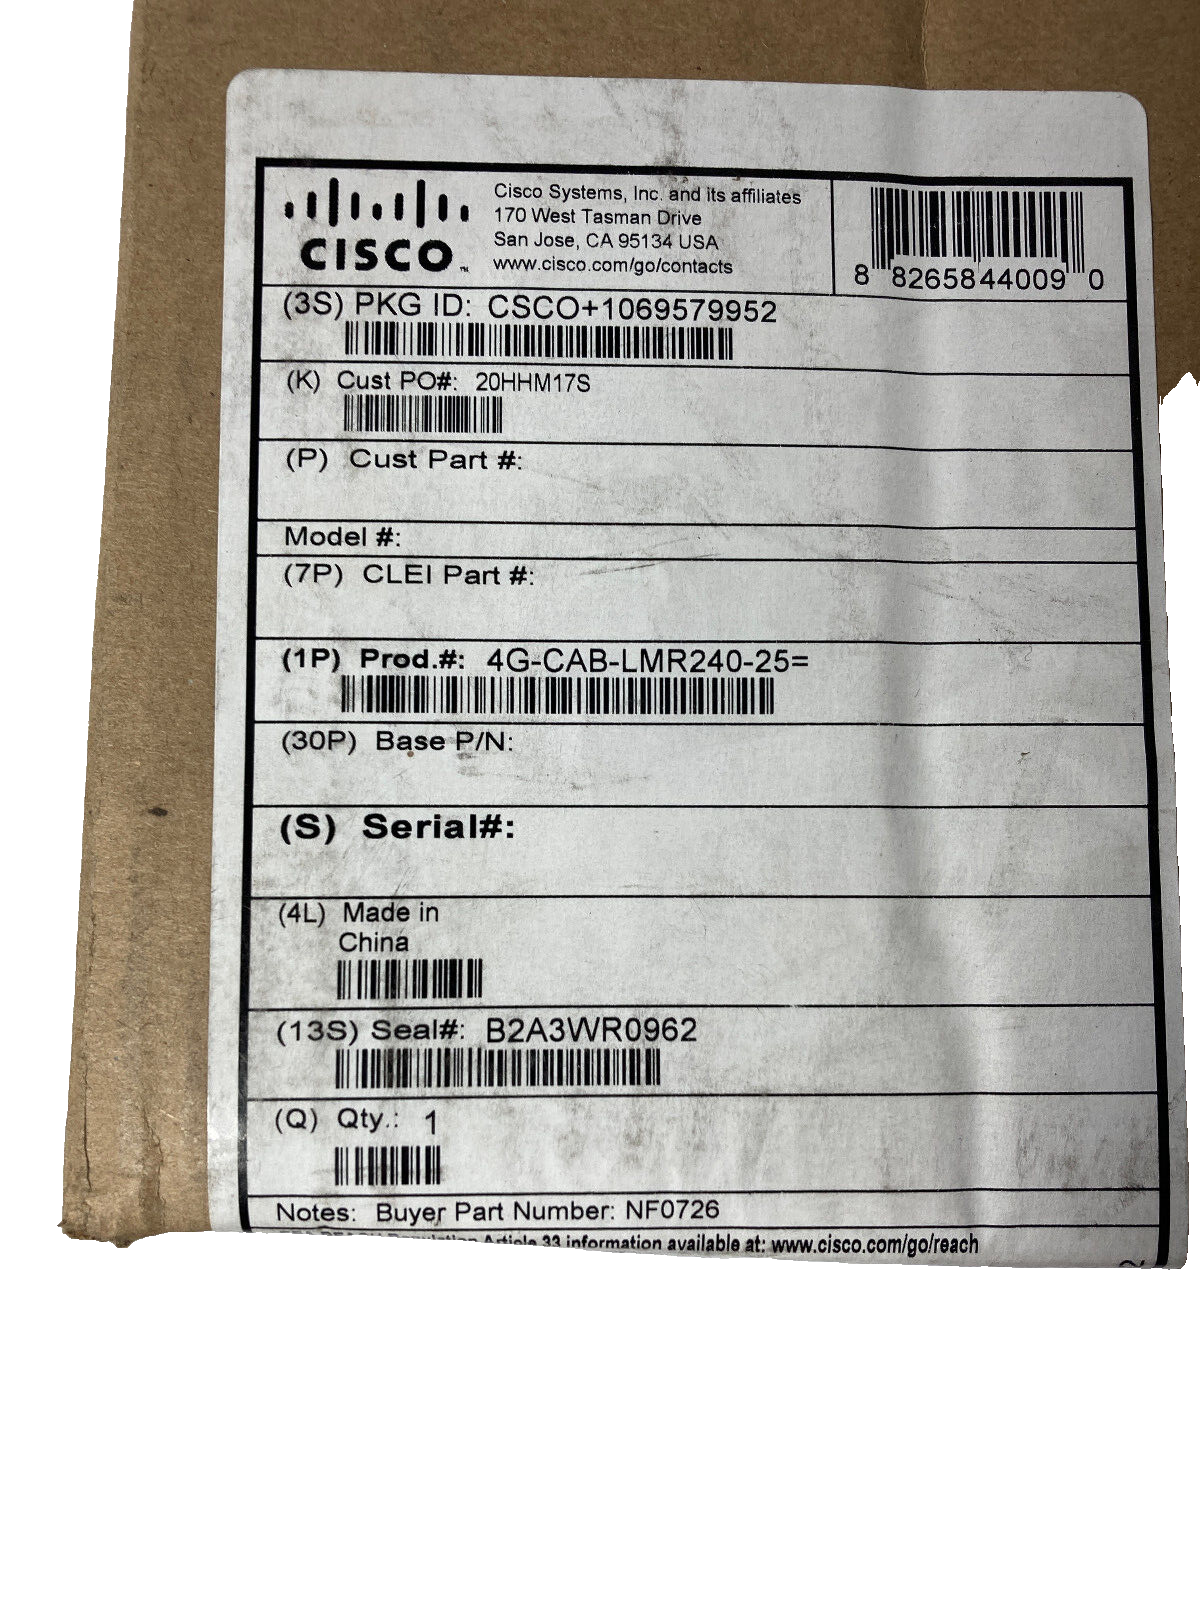 CISCO
Cisco Systems, Inc. and its affiliates
170 West Tasman Drive
San Jose, CA 95134 USA
www.cisco.com/go/contacts
8 8265844009 0
(3S) PKG ID: CSCO+1069579952
(K) Cust PO#: 20HHM17S
(P) Cust Part #:
Model #:
(7P) CLEI Part #:
(1P) Prod.#: 4G-CAB-LMR240-25=
(30P) Base P/N:
(S) Serial#:
(4L) Made in
China
(13S) Seal#: B2A3WR0962
(Q) Qty.: 1
Notes: Buyer Part Number: NF0726
Article 33 information available at: www.cisco.com/go/reach